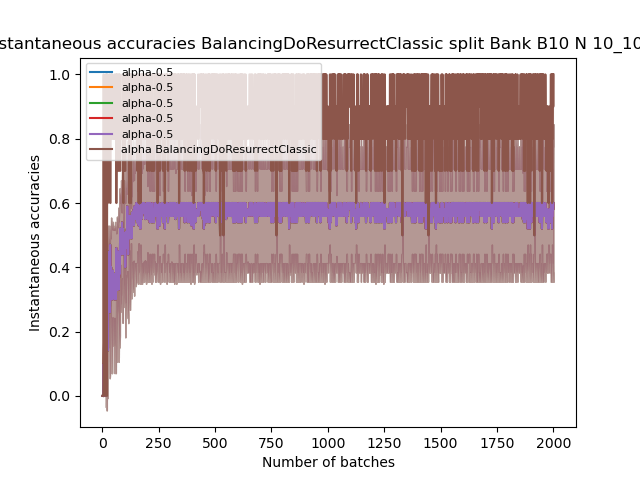 stantaneous accuracies BalancingDoResurrectClassic split Bank B10 N 10_10
alpha-0.5
alpha-0.5
alpha-0.5
alpha-0.5
alpha-0.5
alpha BalancingDoResurrectClassic
Instantaneous accuracies
1.0
0.8
0.6
0.4
0.2
0.0
0 250 500 750 1000 1250 1500 1750 2000
Number of batches